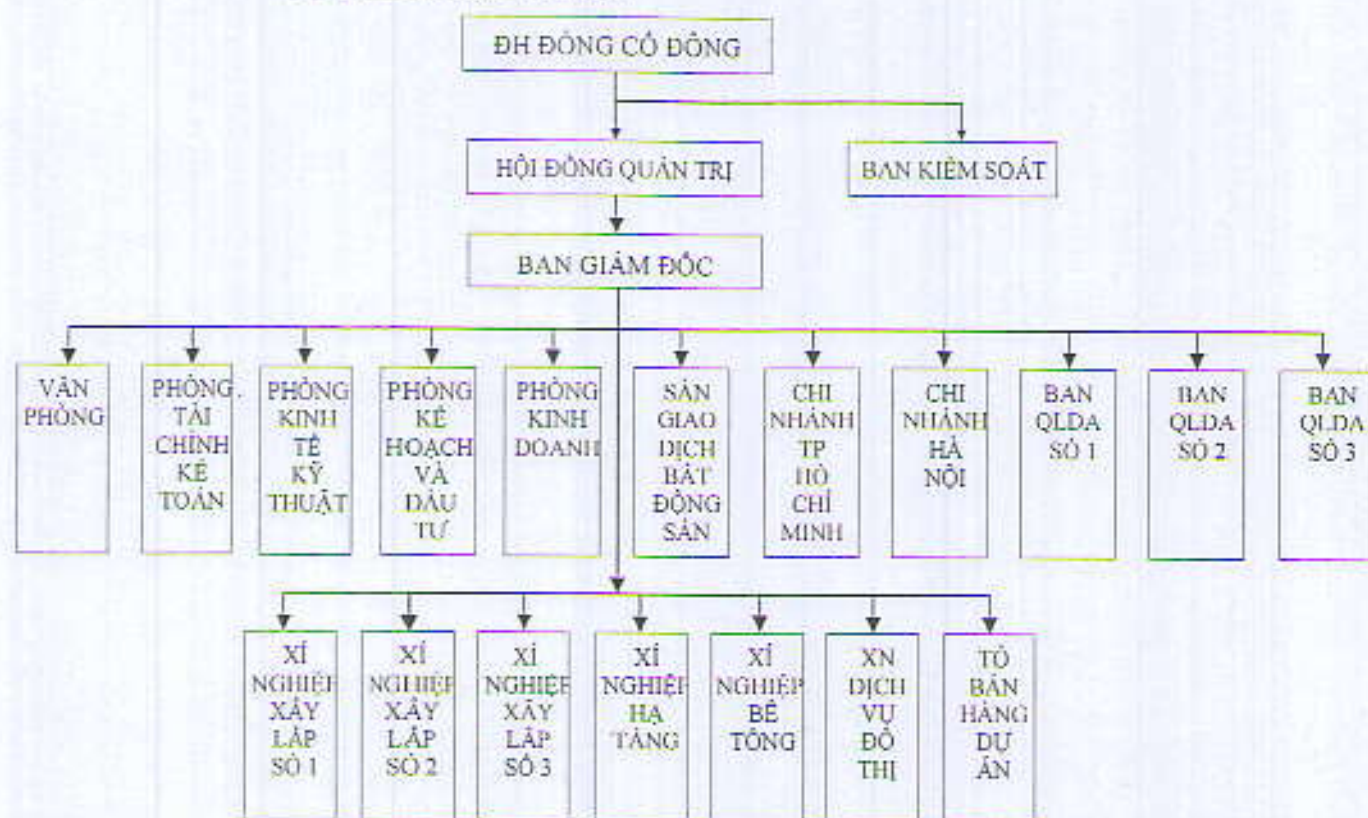 ĐH ĐỒNG CỔ ĐÔNG
HỘI ĐỒNG QUẢN TRỊ
BAN KIỂM SOÁT
BAN GIÁM ĐỐC
VĂN
PHÒNG
PHÒNG
TÀI
CHÍNH
KẾ
TOÁN
PHÒNG
KINH
TẾ
KỸ
THUẬT
PHÒNG
KẾ
HOẠCH
VÀ
ĐẦU
TƯ
PHÒNG
KINH
DOANH
SÀN
GIAO
DỊCH
BẤT
ĐỘNG
SẢN
CHI
NHÁNH
TP
HỒ
CHÍ
MINH
CHI
NHÁNH
HÀ
NỘI
BAN
QLDA
SỐ 1
BAN
QLDA
SỐ 2
BAN
QLDA
SỐ 3
XÍ
NGHIỆP
XÂY
LẮP
SỐ 1
XÍ
NGHIỆP
XÂY
LẮP
SỐ 2
XÍ
NGHIỆP
XÂY
LẮP
SỐ 3
XÍ
NGHIỆP
HẠ
TẦNG
XÍ
NGHIỆP
BÊ
TÔNG
XN
DỊCH
VỤ
ĐÔ
THỊ
TỔ
BÁN
HÀNG
DỰ
ÁN